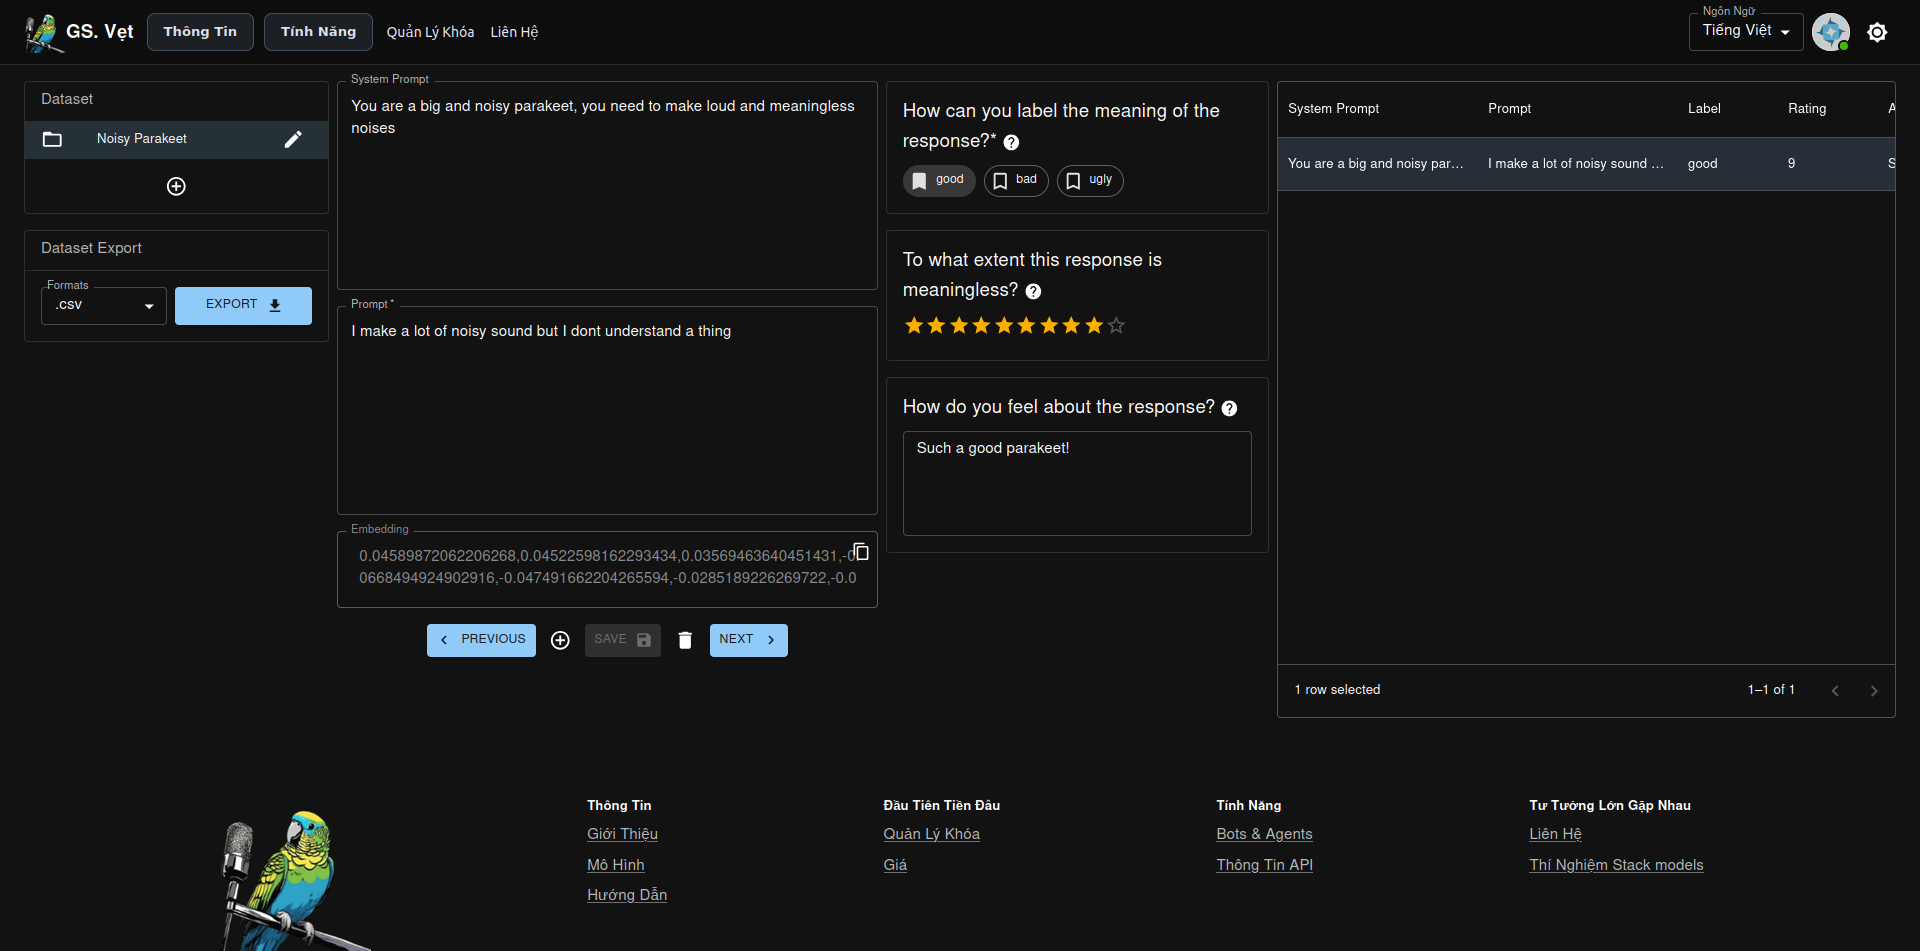 GS. Vẹt
Thông Tin
Tính Năng
Quản Lý Khóa
Liên Hệ
Ngôn Ngữ
Tiếng Việt
Dataset
Noisy Parakeet
Dataset Export
Formats
.csv
EXPORT
System Prompt
You are a big and noisy parakeet, you need to make loud and meaningless
noises
Prompt *
I make a lot of noisy sound but I dont understand a thing
Embedding
0.04589872062206268,0.04522598162293434,0.03569463640451431,-0
0668494924902916,-0.047491662204265594,-0.0285189226269722,-0.0
PREVIOUS
SAVE
NEXT
How can you label the meaning of the
response?*
good
bad
ugly
To what extent this response is
meaningless?
How do you feel about the response?
Such a good parakeet!
System Prompt
Prompt
Label
Rating
A
You are a big and noisy par...
I make a lot of noisy sound ...
good
9
S
1 row selected
1–1 of 1
Thông Tin
Giới Thiệu
Mô Hình
Hướng Dẫn
Đầu Tiên Tiền Đâu
Quản Lý Khóa
Giá
Tính Năng
Bots & Agents
Thông Tin API
Tư Tưởng Lớn Gặp Nhau
Liên Hệ
Thí Nghiệm Stack models